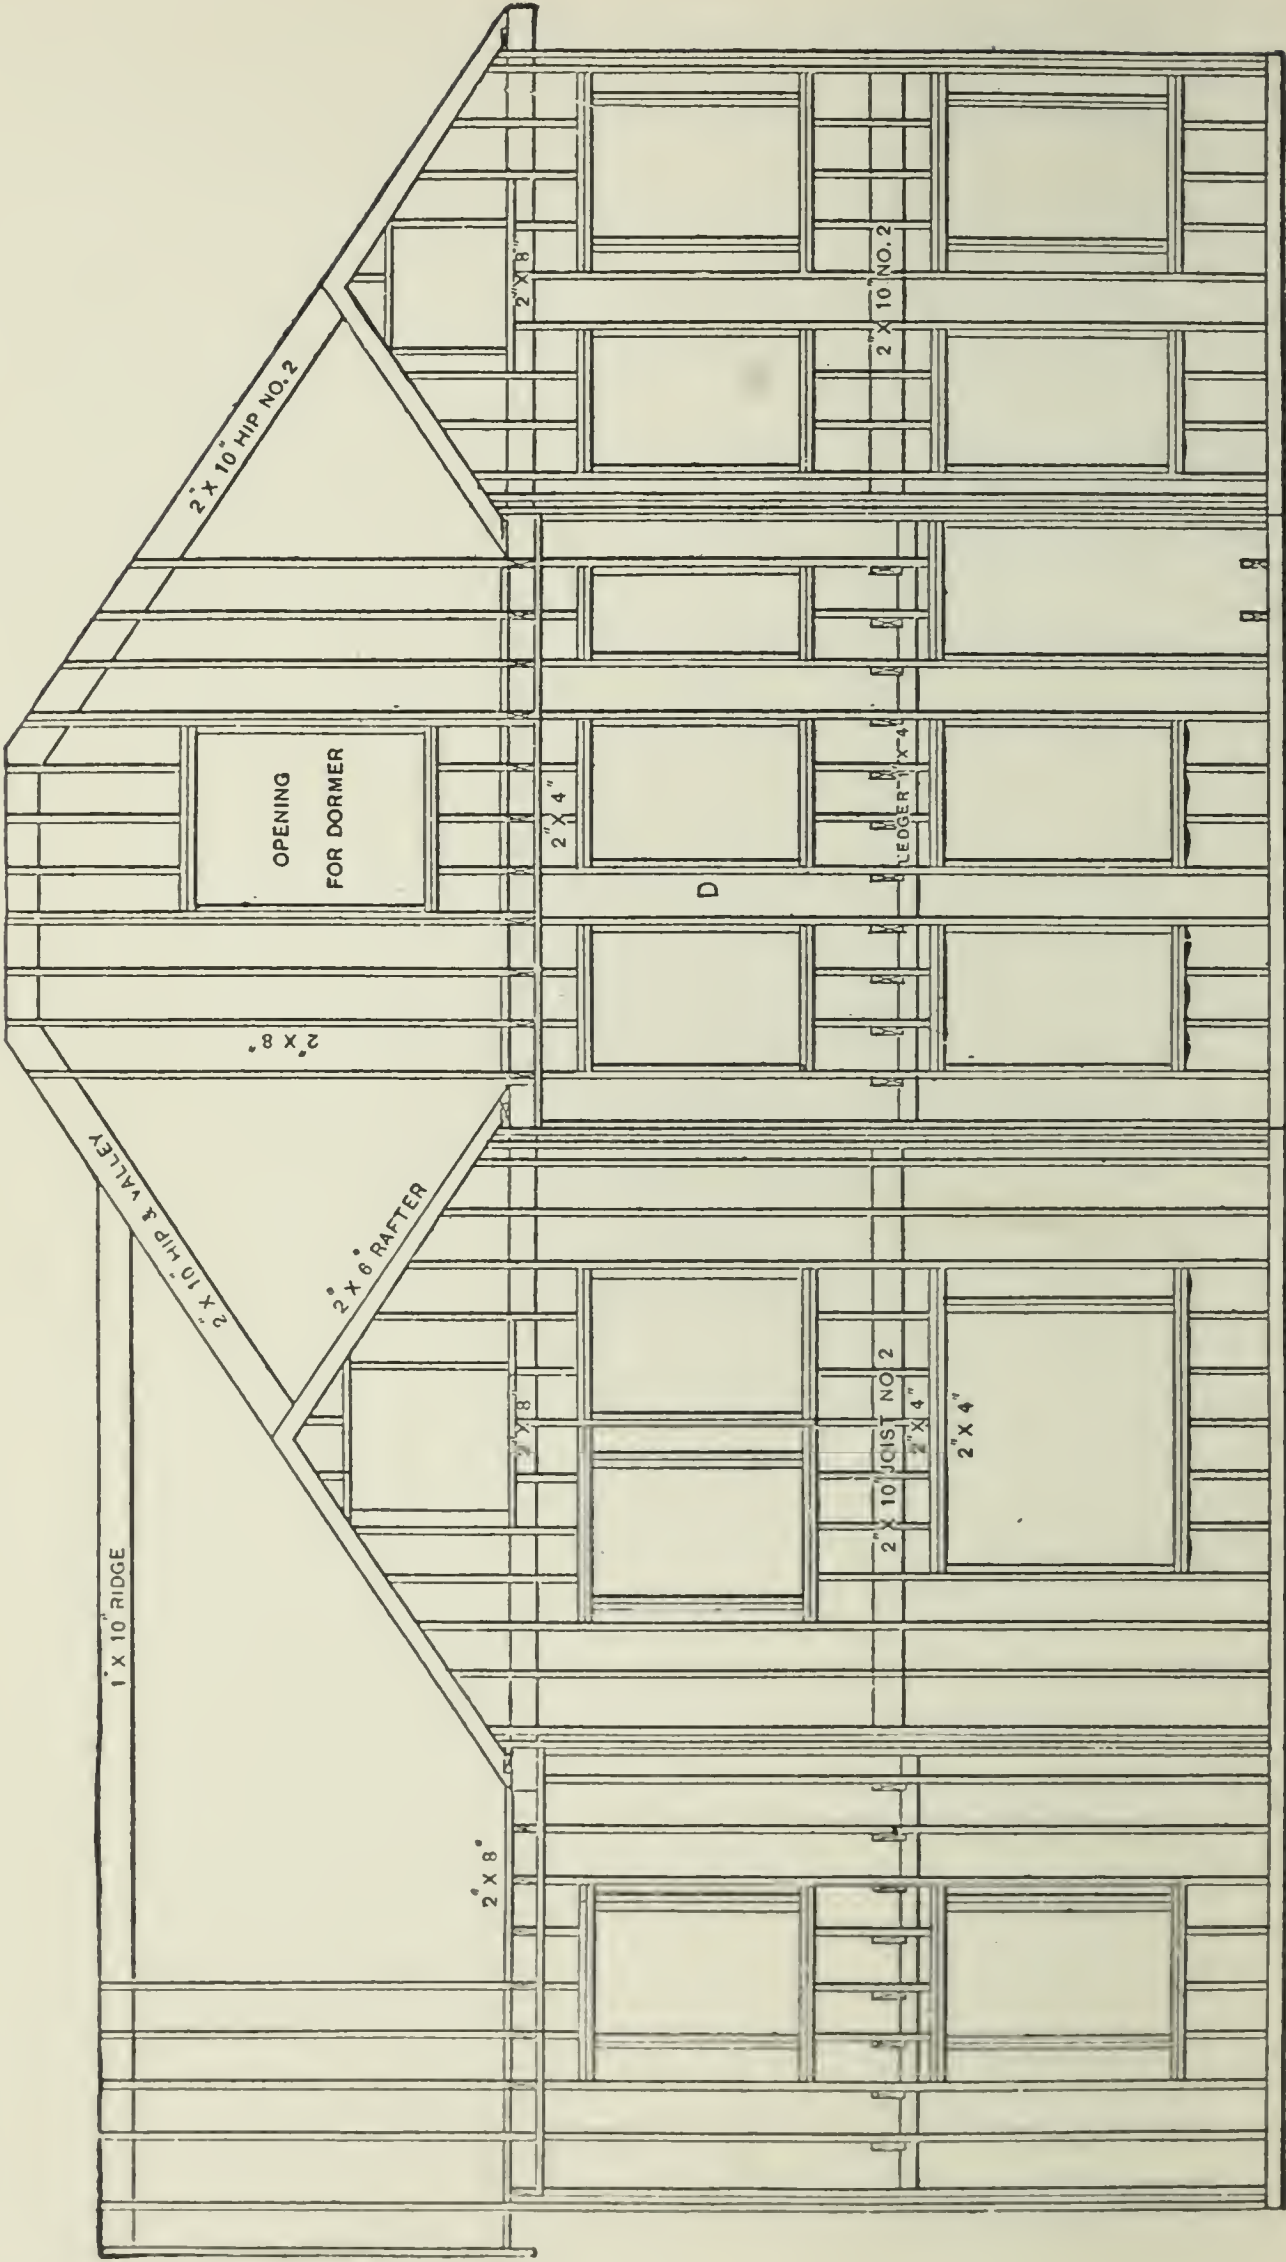 1" X 10" RIDGE
2" X 10" HIP & VALLEY
2" X 8"
OPENING
FOR DORMER
2" X 10" HIP NO. 2
2" X 6" RAFTER
2" X 8"
2" X 8"
2" X 4"
2" X 8"
D
2" X 10" JOIST NO. 2
2" X 4"
2" X 4"
LEDGER-1" X 4"
2" X 10" NO. 2